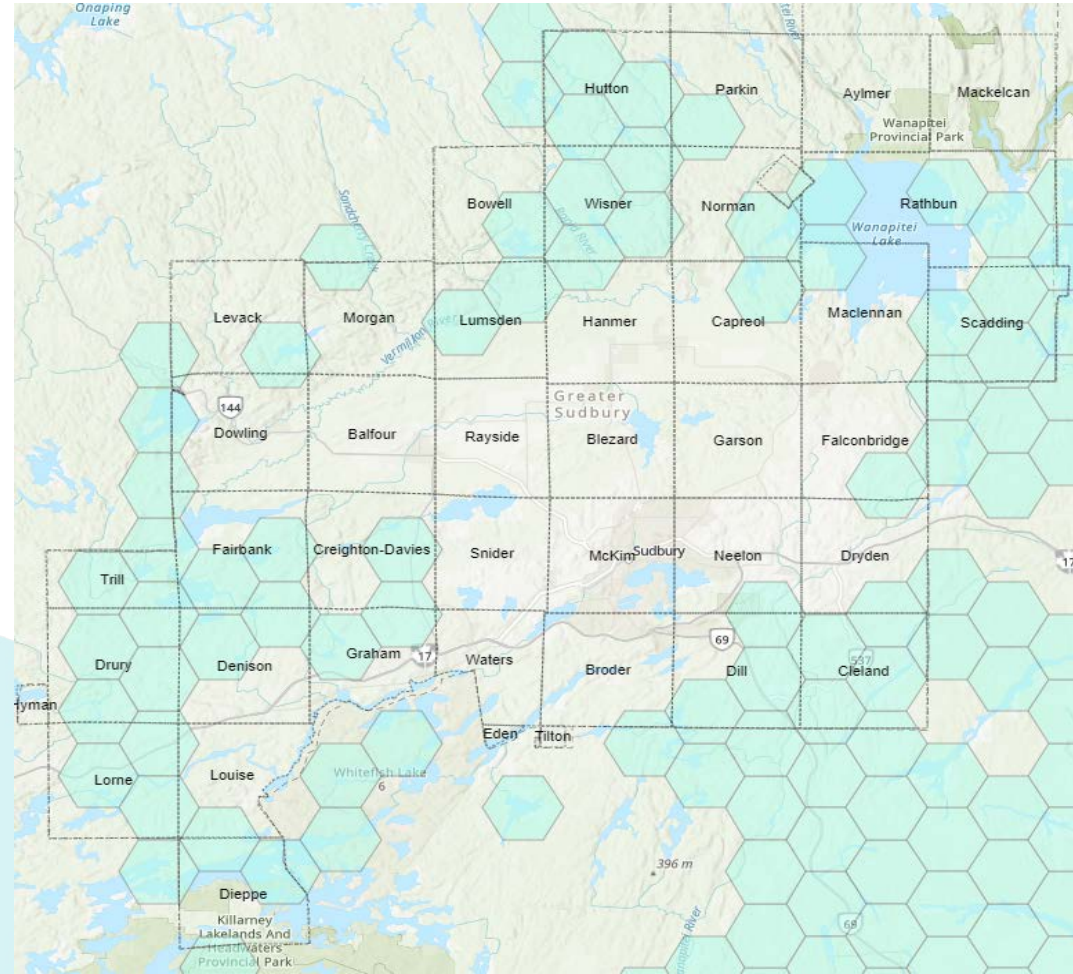 Onaping
Lake
Hutton
Parkin
Aylmer
Mackelcan
Wanapitei
Provincial Park
Sandcherry Creek
Bowell
Wisner
Norman
Rathbun
Wanapitei
Lake
Levack
Morgan
Vermilion River
Lumsden
Hanmer
Capreol
Maclennan
Scadding
144
Greater
Sudbury
Dowling
Balfour
Rayside
Blezard
Garson
Falconbridge
Fairbank
Creighton-Davies
Snider
McKim
Sudbury
Neelon
Dryden
17
Trill
Drury
Denison
Graham
17
Waters
Broder
69
Dill
537
Cleland
Hyman
Eden
Tilton
Lorne
Louise
Whitefish Lake
6
396 m
Dieppe
Killarney
Lakelands And
Headwaters
Provincial Park
69
Wanapitei River